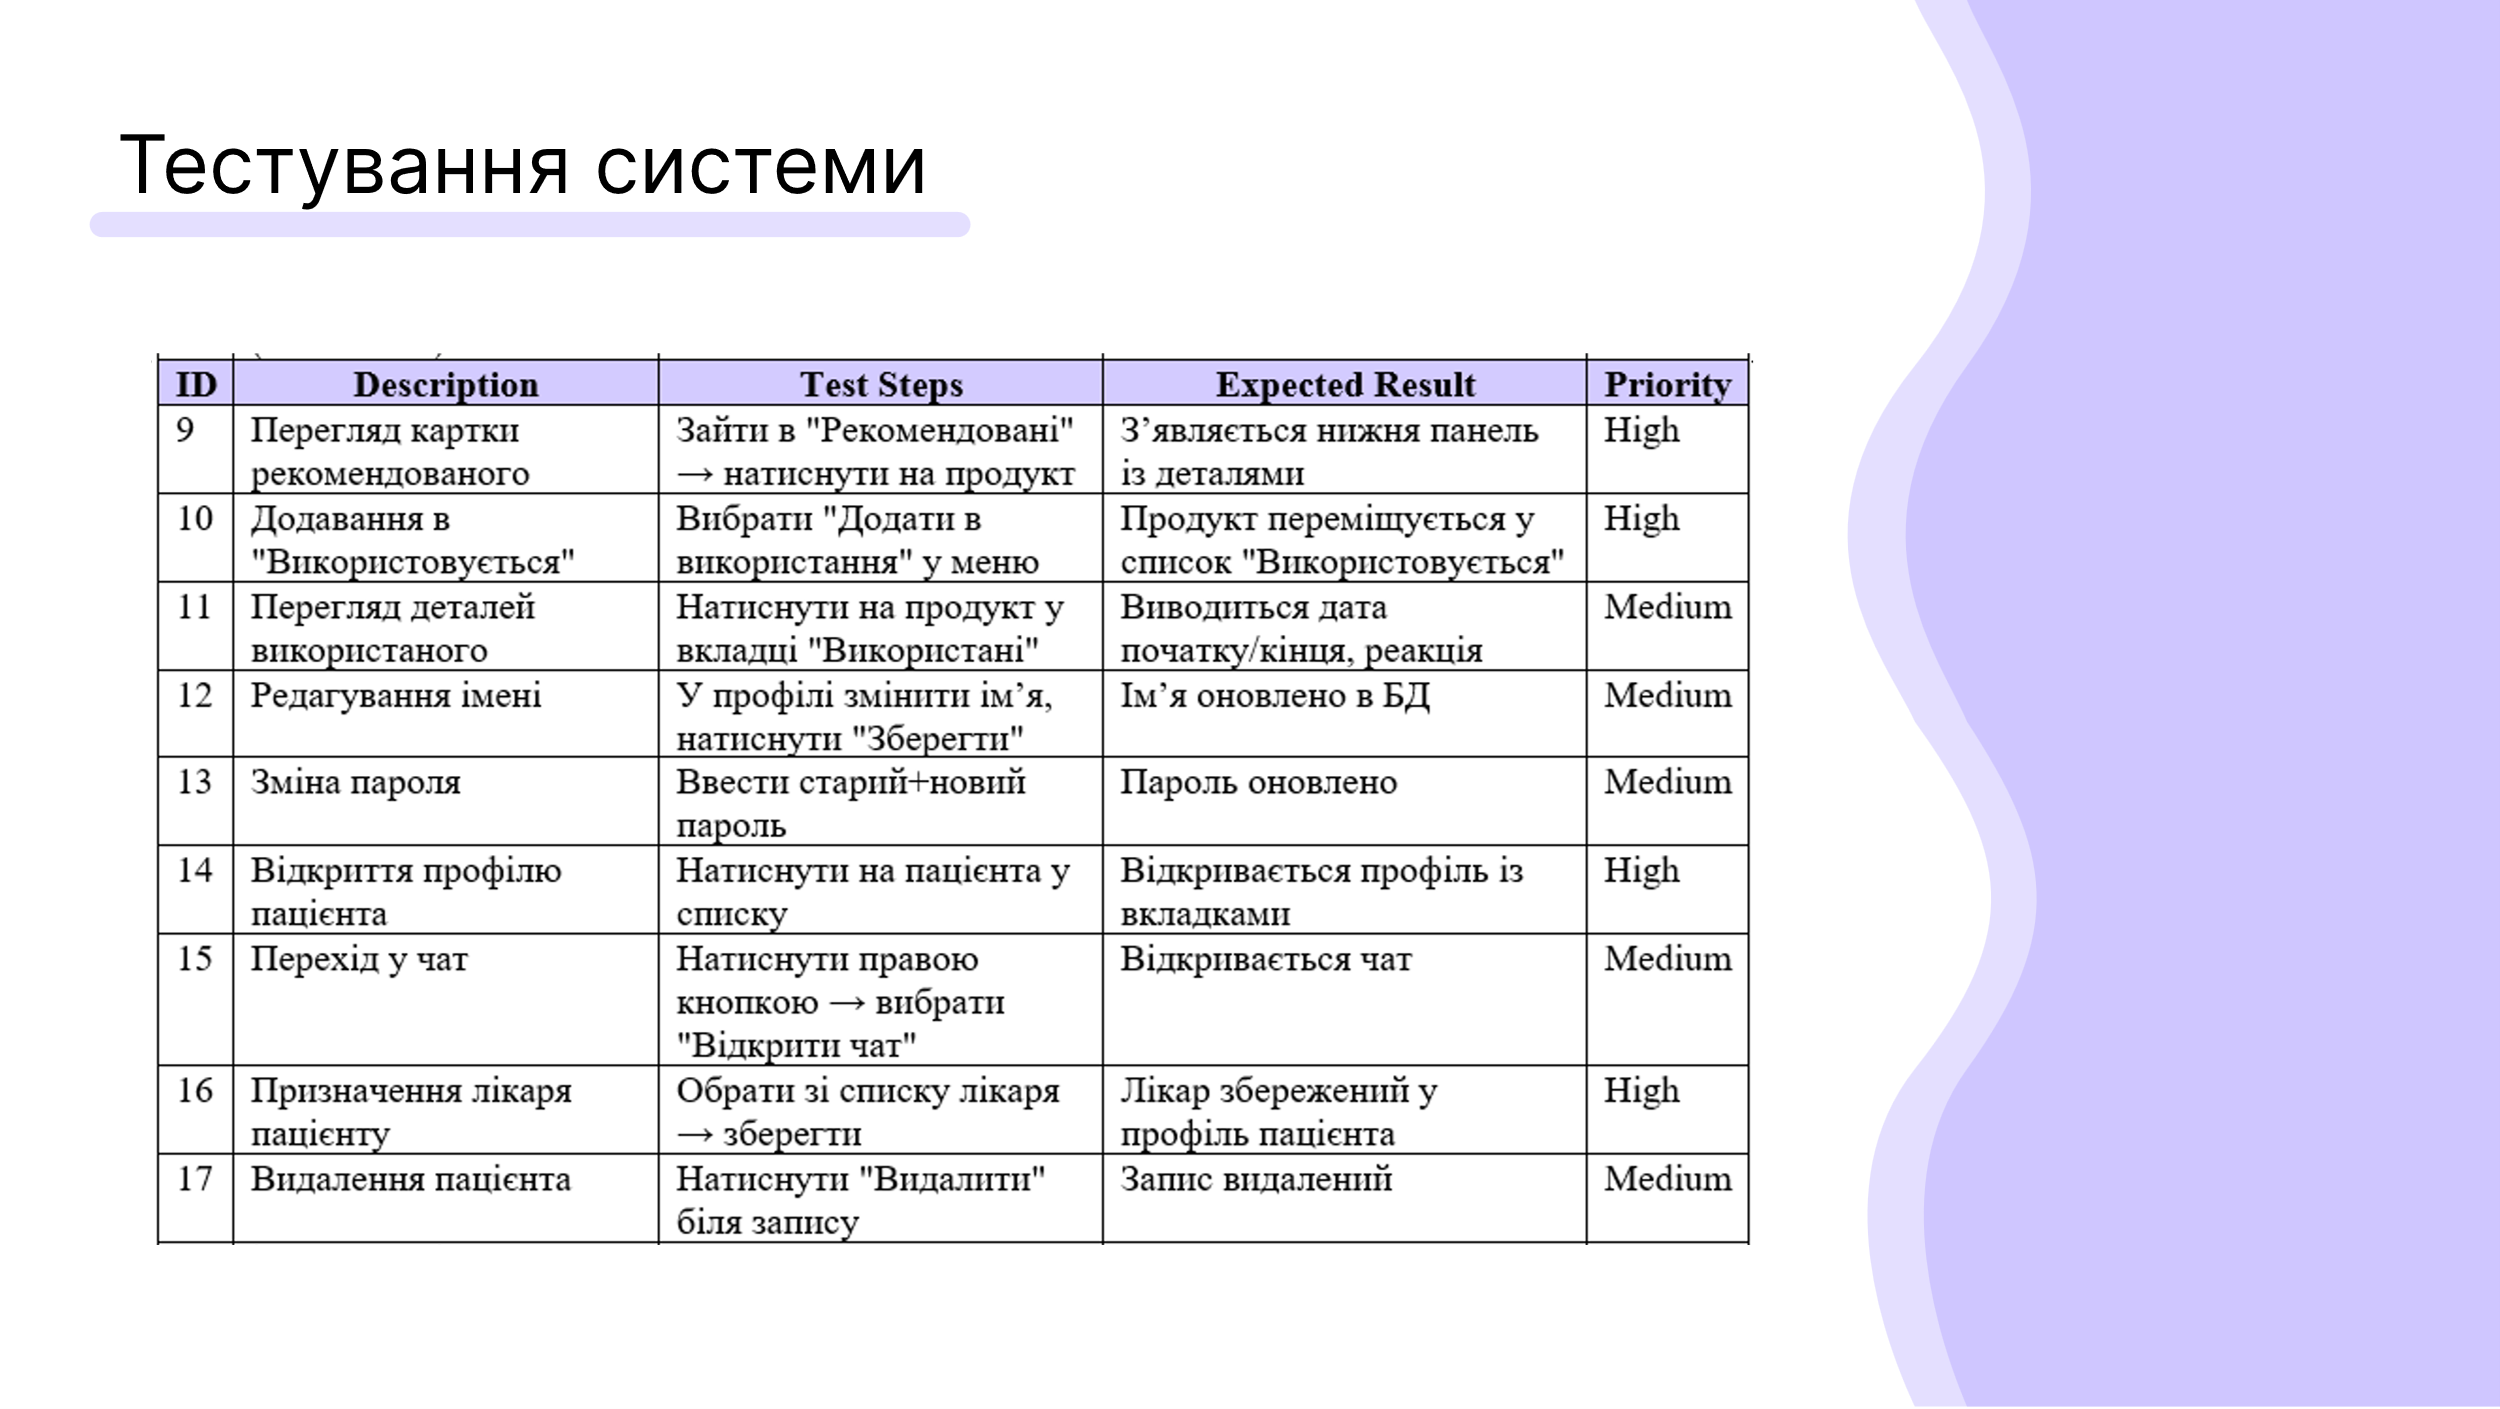 Тестування системи
ID Description Test Steps Expected Result Priority
9 Перегляд картки Зайти в "Рекомендовані" З’являється нижня панель High
рекомендованого → натиснути на продукт із деталями
10 Додавання в Вибрати "Додати в Продукт переміщується у High
"Використовується" використання" у меню список "Використовується"
11 Перегляд деталей Натиснути на продукт у Виводиться дата Medium
використаного вкладці "Використані" початку/кінця, реакція
12 Редагування імені У профілі змінити ім’я, Ім’я оновлено в БД Medium
натиснути "Зберегти"
13 Зміна пароля Ввести старий+новий Пароль оновлено Medium
пароль
14 Відкриття профілю Натиснути на пацієнта у Відкривається профіль із High
пацієнта списку вкладками
15 Перехід у чат Натиснути правою Відкривається чат Medium
кнопкою → вибрати
"Відкрити чат"
16 Призначення лікаря Обрати зі списку лікаря Лікар збережений у High
пацієнту → зберегти профіль пацієнта
17 Видалення пацієнта Натиснути "Видалити" Запис видалений Medium
біля запису